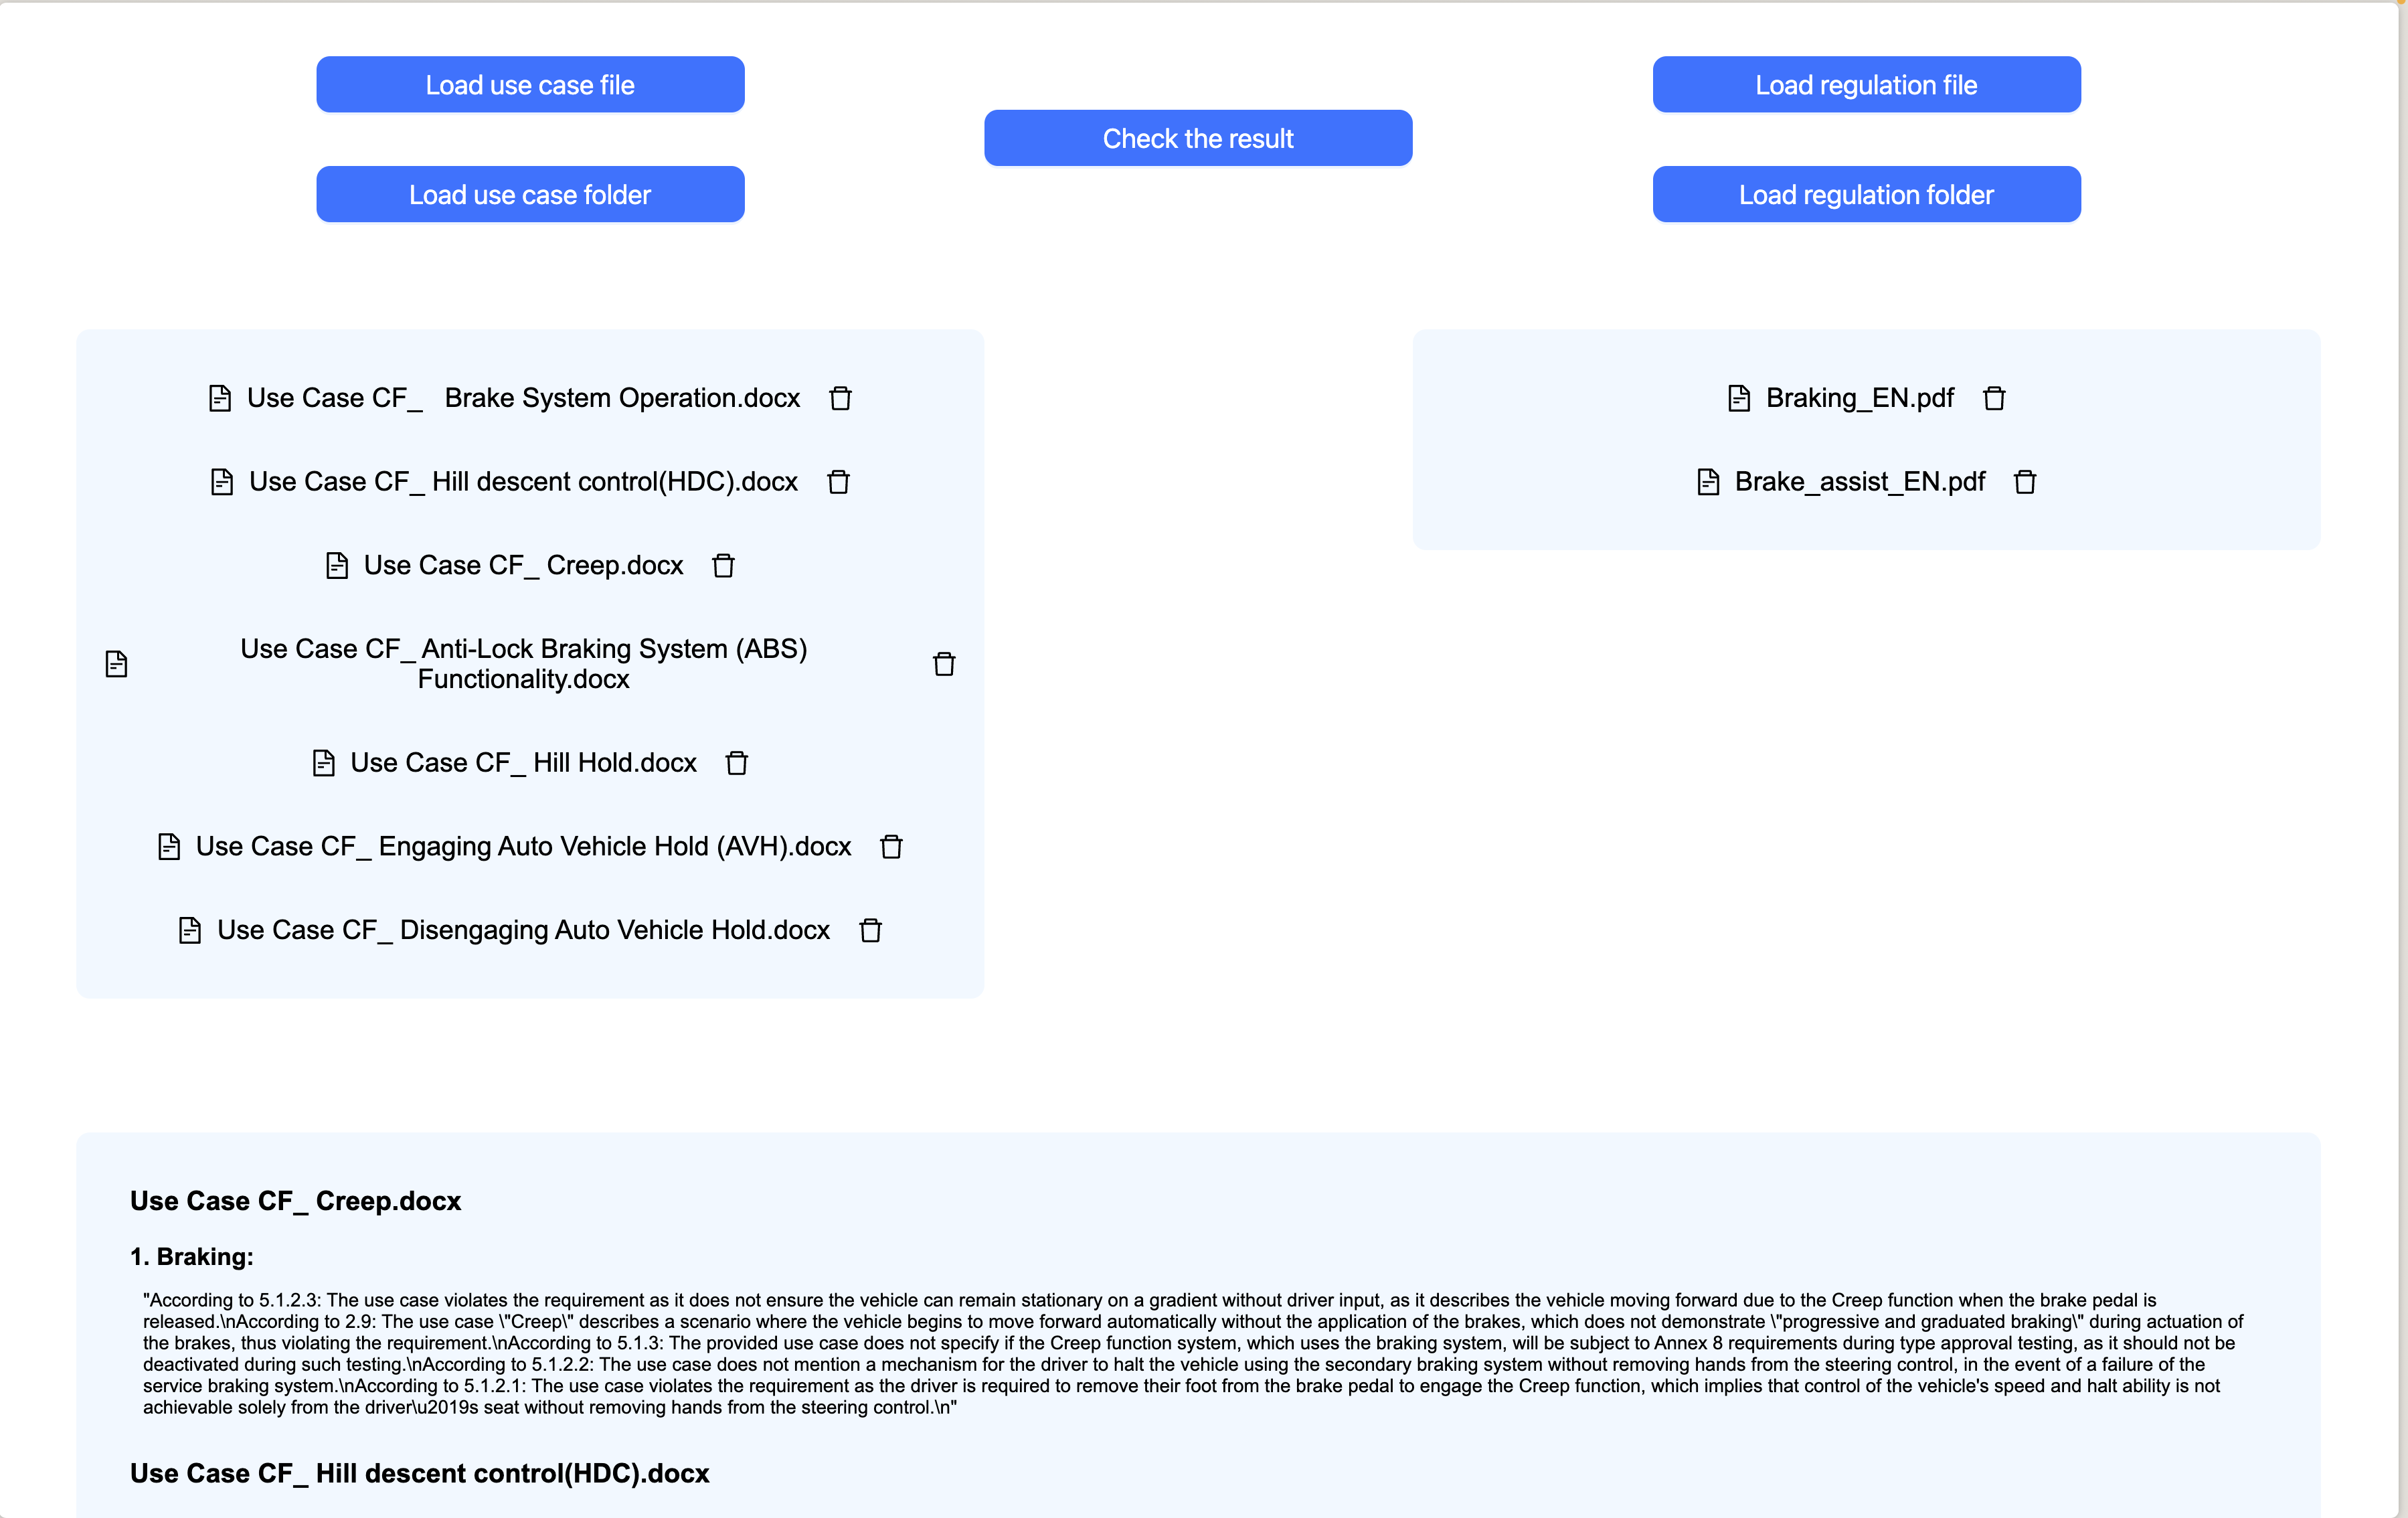 Load use case file
Load regulation file
Check the result
Load use case folder
Load regulation folder
Use Case CF_   Brake System Operation.docx
Use Case CF_ Hill descent control(HDC).docx
Use Case CF_ Creep.docx
Use Case CF_ Anti-Lock Braking System (ABS)
Functionality.docx
Use Case CF_ Hill Hold.docx
Use Case CF_ Engaging Auto Vehicle Hold (AVH).docx
Use Case CF_ Disengaging Auto Vehicle Hold.docx
Braking_EN.pdf
Brake_assist_EN.pdf
Use Case CF_ Creep.docx
1. Braking:
"According to 5.1.2.3: The use case violates the requirement as it does not ensure the vehicle can remain stationary on a gradient without driver input, as it describes the vehicle moving forward due to the Creep function when the brake pedal is
released.\nAccording to 2.9: The use case \"Creep\" describes a scenario where the vehicle begins to move forward automatically without the application of the brakes, which does not demonstrate \"progressive and graduated braking\" during actuation of
the brakes, thus violating the requirement.\nAccording to 5.1.3: The provided use case does not specify if the Creep function system, which uses the braking system, will be subject to Annex 8 requirements during type approval testing, as it should not be
deactivated during such testing.\nAccording to 5.1.2.2: The use case does not mention a mechanism for the driver to halt the vehicle using the secondary braking system without removing hands from the steering control, in the event of a failure of the
service braking system.\nAccording to 5.1.2.1: The use case violates the requirement as the driver is required to remove their foot from the brake pedal to engage the Creep function, which implies that control of the vehicle's speed and halt ability is not
achievable solely from the driver\u2019s seat without removing hands from the steering control.\n"
Use Case CF_ Hill descent control(HDC).docx